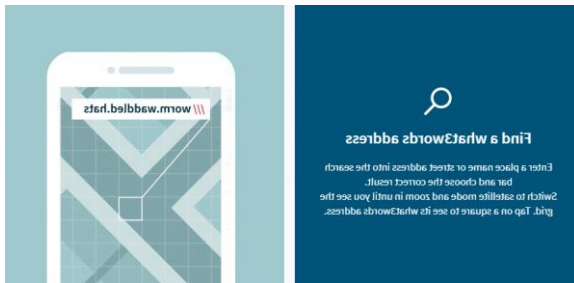 Find a what3words address
Enter a place name or street address into the search
bar and choose the correct result.
Switch to satellite mode and zoom in until you see the
grid. Tap on a square to see its what3words address.
/// worm.waddled.hats